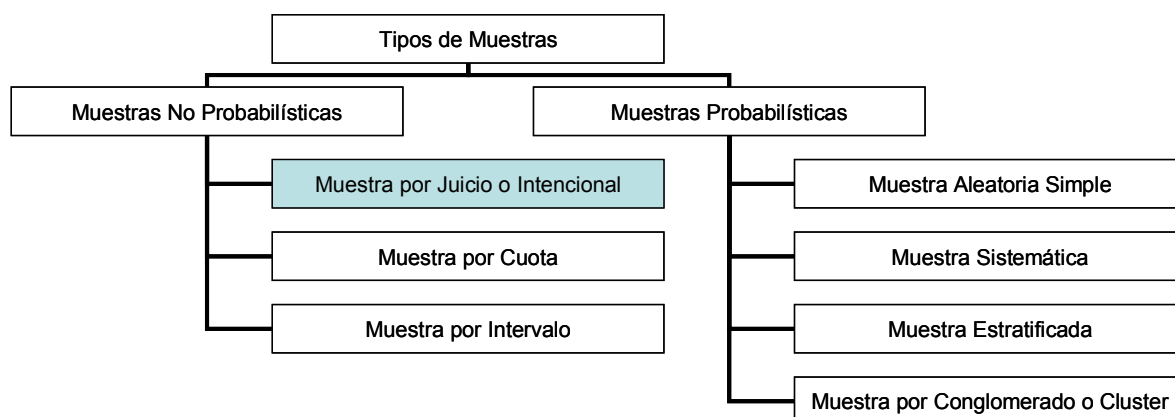 Tipos de Muestras
Muestras No Probabilísticas
Muestras Probabilísticas
Muestra por Juicio o Intencional
Muestra Aleatoria Simple
Muestra por Cuota
Muestra Sistemática
Muestra por Intervalo
Muestra Estratificada
Muestra por Conglomerado o Cluster